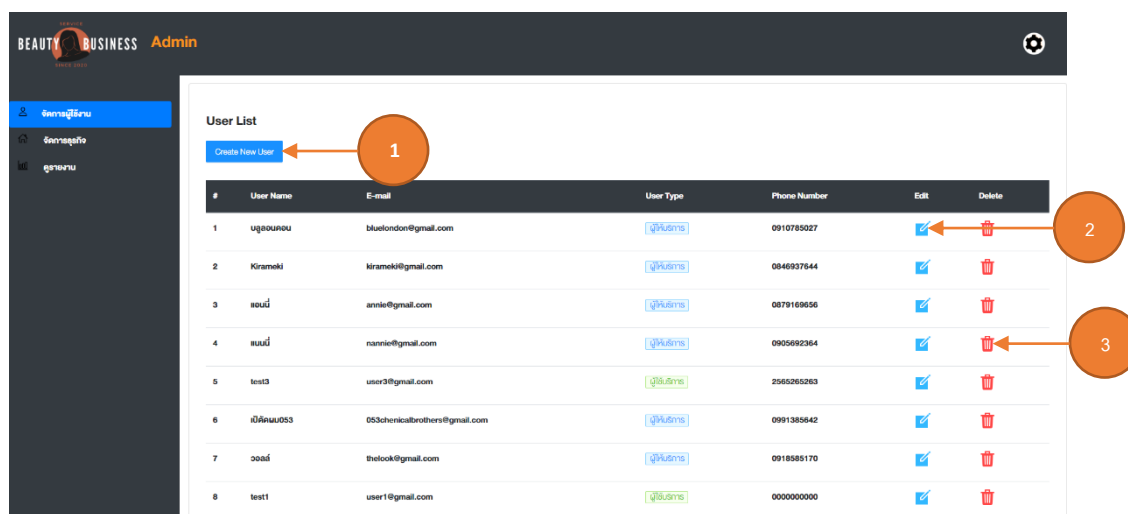 SERVICE
BEAUTY BUSINESS Admin
SINCE 2021
จัดการผู้ใช้งาน
จัดการธุรกิจ
ดูรายงาน
User List
Create New User
1
# User Name E-mail User Type Phone Number Edit Delete
1 บลูลอนดอน bluelondon@gmail.com ผู้ให้บริการ 0910785027
2
2 Kirameki kirameki@gmail.com ผู้ให้บริการ 0846937644
3 แอนนี่ annie@gmail.com ผู้ให้บริการ 0879169656
4 แนนนี่ nannie@gmail.com ผู้ให้บริการ 0905692364
3
5 test3 user3@gmail.com ผู้ใช้บริการ 2565265263
6 เป๊ตัดผม053 053chenicalbrothers@gmail.com ผู้ให้บริการ 0991385642
7 วอลล์ thelook@gmail.com ผู้ให้บริการ 0918585170
8 test1 user1@gmail.com ผู้ใช้บริการ 0000000000